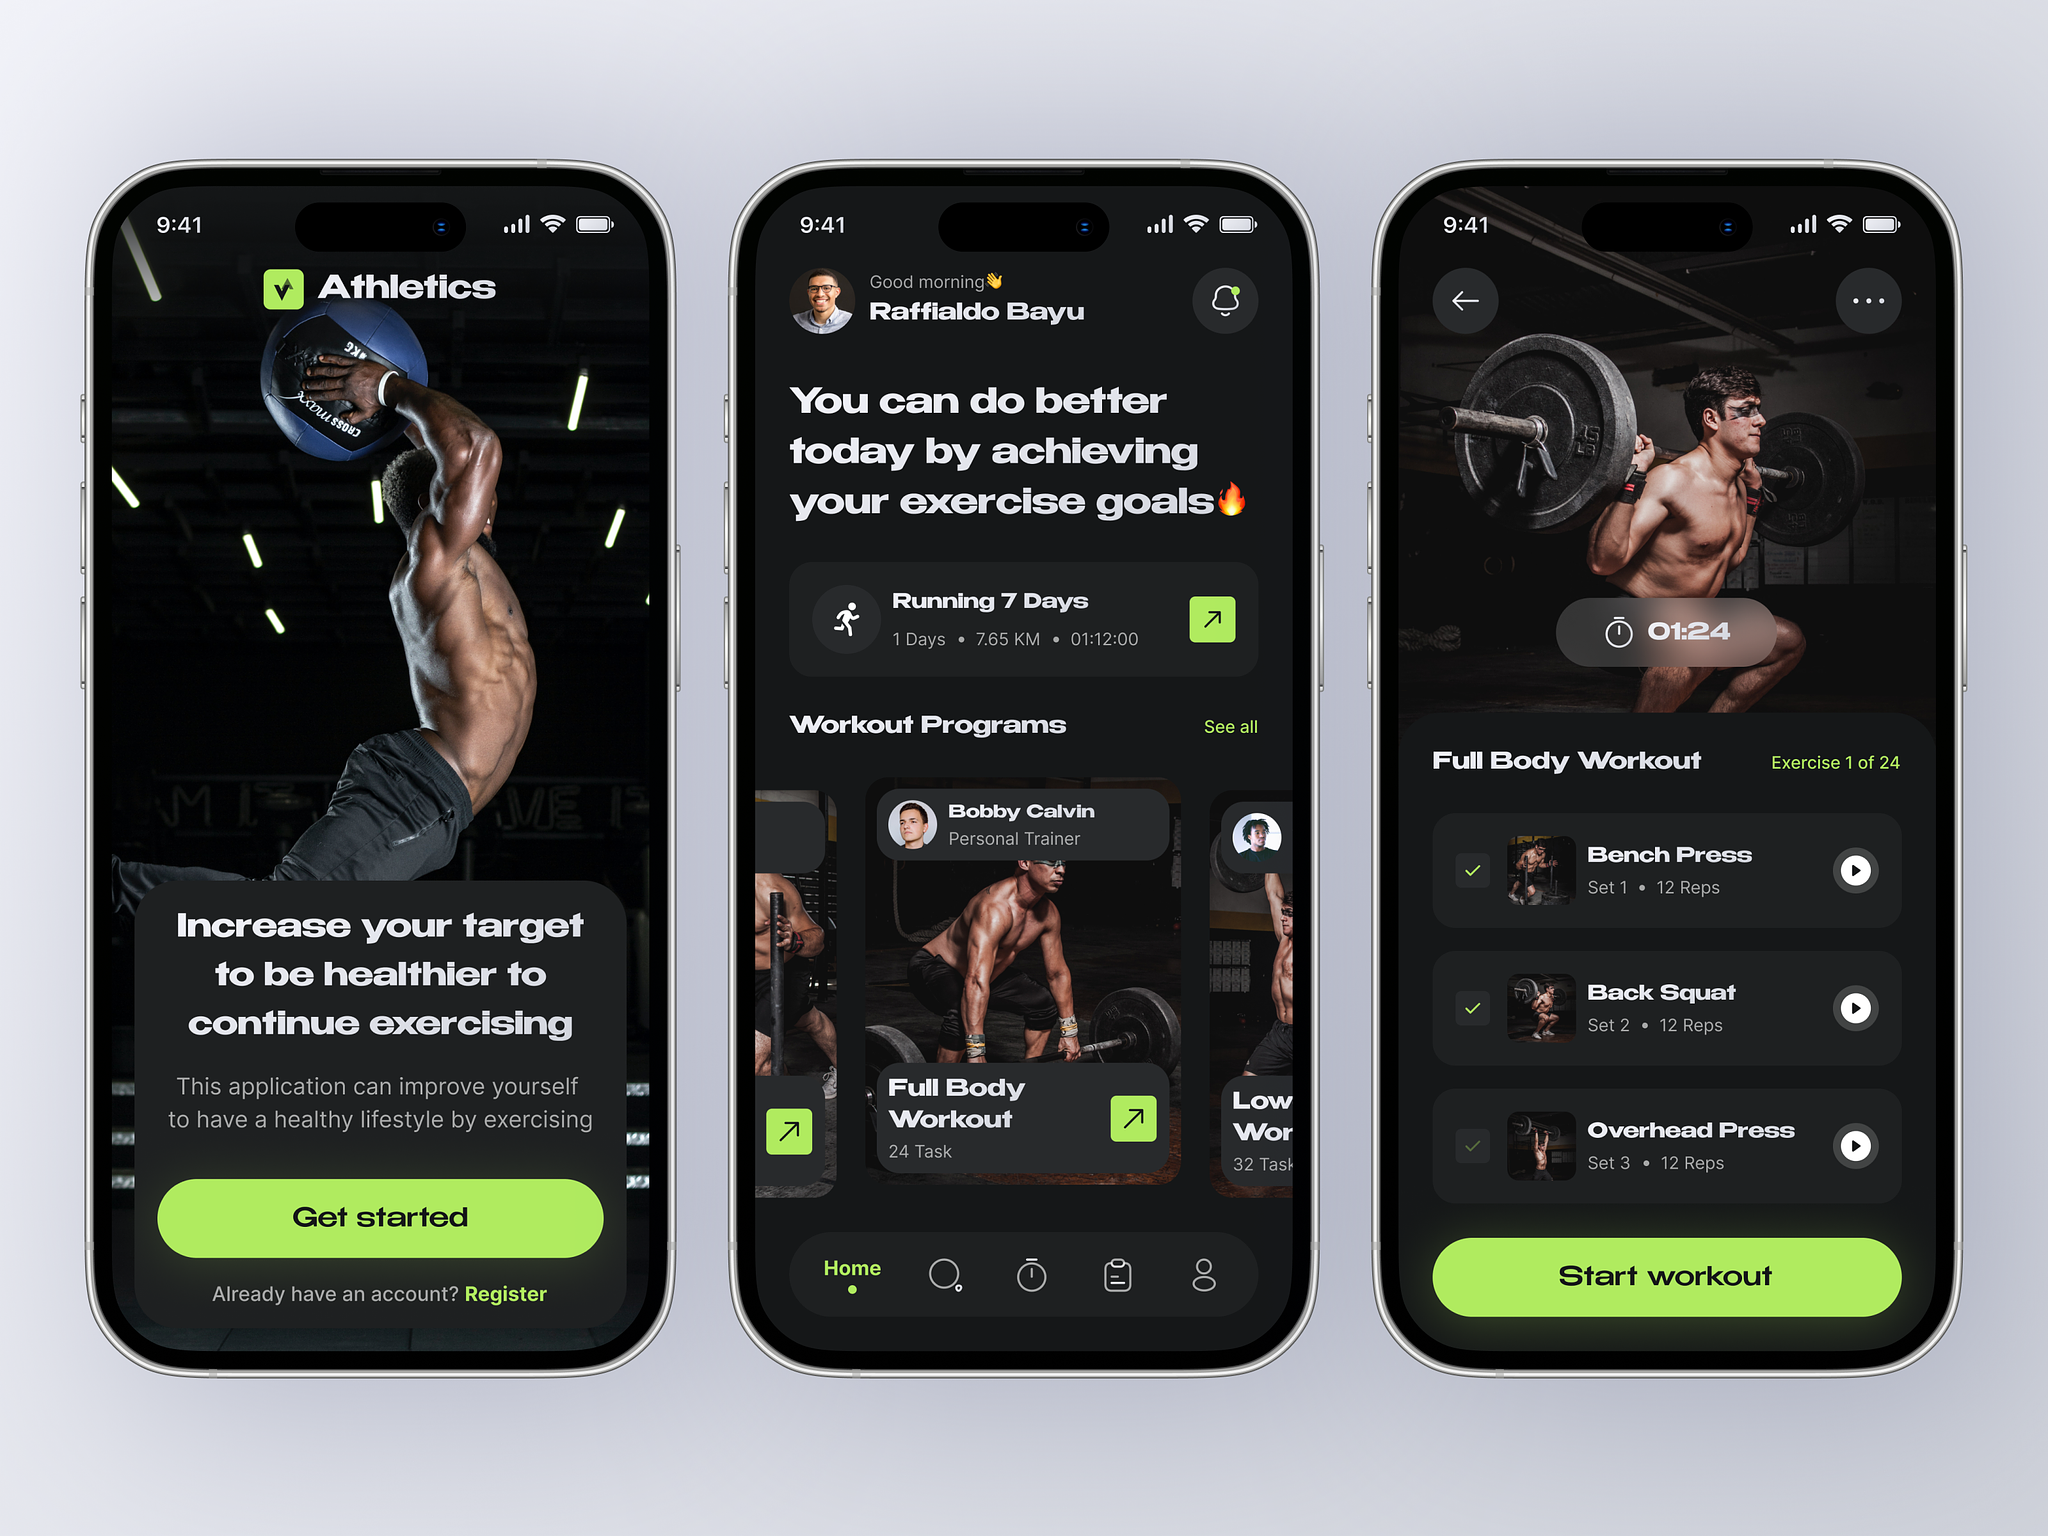 9:41
Athletics
4KG
CROSSmaxx
Increase your target
to be healthier to
continue exercising
This application can improve yourself
to have a healthy lifestyle by exercising
Get started
Already have an account? Register
9:41
Good morning👋
Raffialdo Bayu
You can do better
today by achieving
your exercise goals🔥
Running 7 Days
1 Days • 7.65 KM • 01:12:00
Workout Programs
See all
Bobby Calvin
Personal Trainer
Full Body
Workout
24 Task
Low
Wor
32 Task
Home
9:41
01:24
Full Body Workout
Exercise 1 of 24
Bench Press
Set 1 • 12 Reps
Back Squat
Set 2 • 12 Reps
Overhead Press
Set 3 • 12 Reps
Start workout